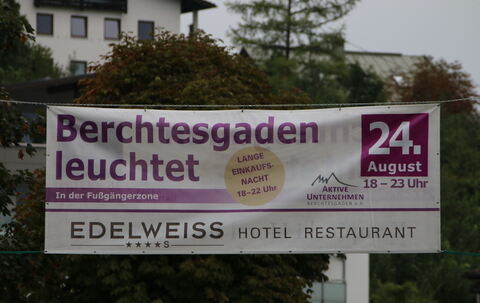 Berchtesgaden
leuchtet
In der Fußgängerzone
LANGE
EINKAUFS-
NACHT
18-22 Uhr
24.
August
18 – 23 Uhr
AKTIVE
UNTERNEHMEN
BERCHTESGADEN e.V.
EDELWEISS HOTEL RESTAURANT
★★★★S